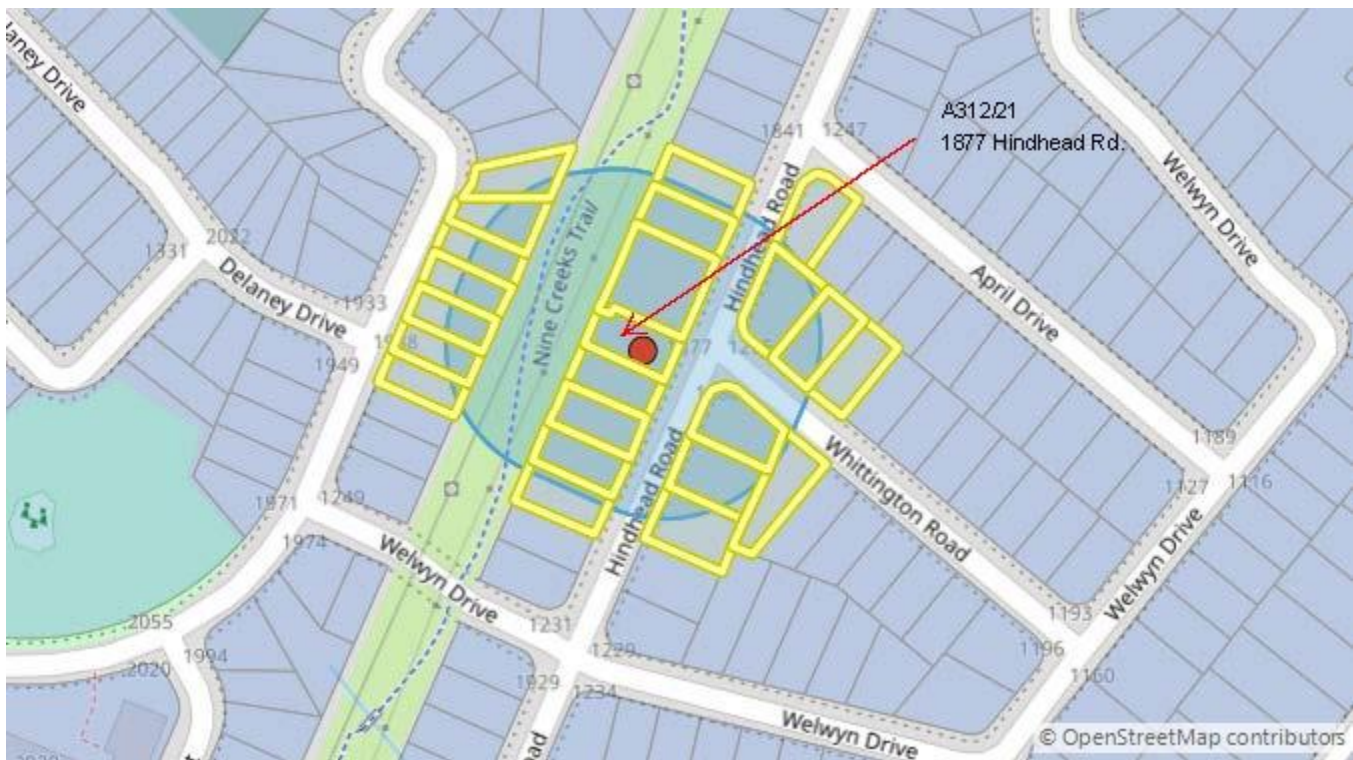 Delaney Drive
A312/21
1877 Hindhead Rd.
1841
1247
Welwyn Drive
Hindhead Road
Nine Creeks Trail
2022
1331
Delaney Drive
1933
1949
April Drive
1189
1127
1116
Hindhead Road
Whittington Road
1971
1249
1974
Welwyn Drive
Welwyn Drive
2055
2020
1994
1231
1229
1929
1234
1193
1196
1160
Welwyn Drive
© OpenStreetMap contributors